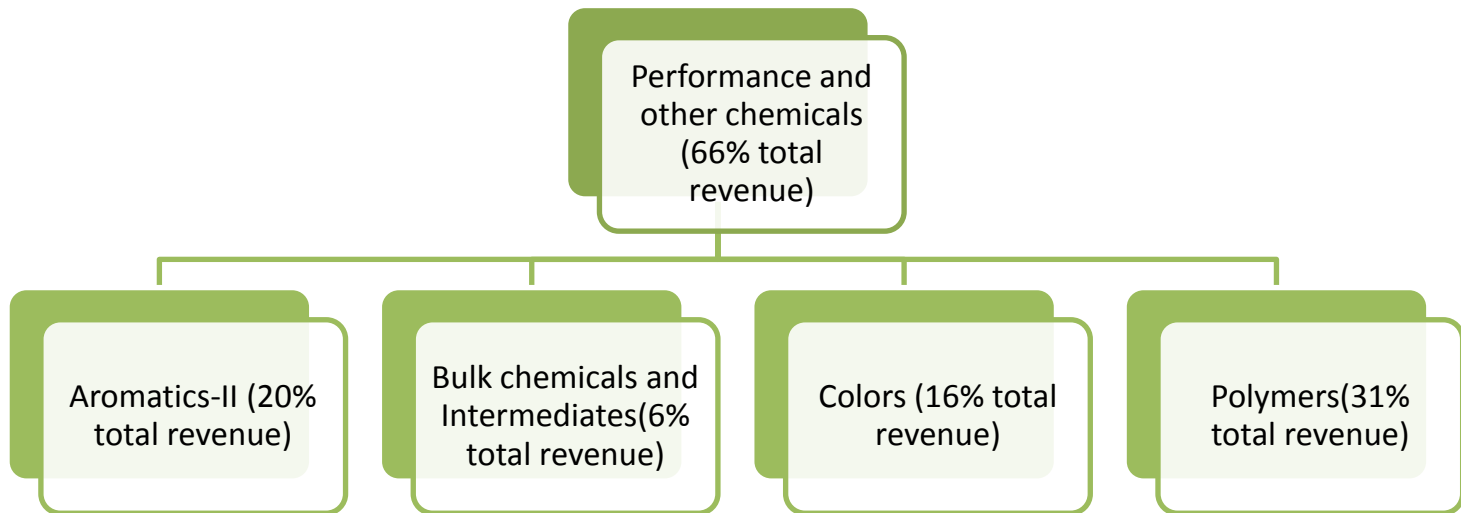 Performance and
other chemicals
(66% total
revenue)
Aromatics-II (20%
total revenue)
Bulk chemicals and
Intermediates(6%
total revenue)
Colors (16% total
revenue)
Polymers(31%
total revenue)